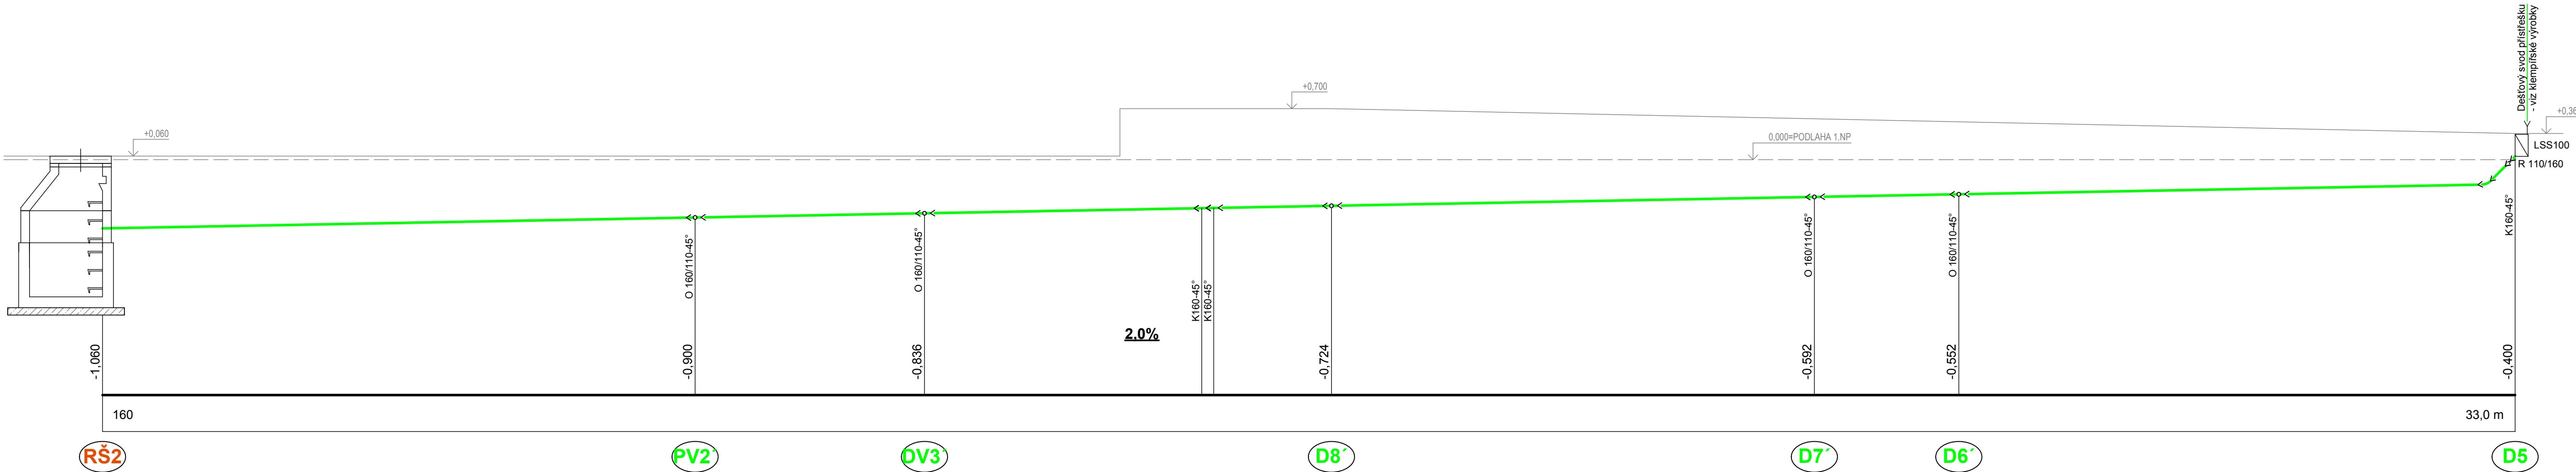 Dešťový svod přístřešku
- viz klempířské výrobky
+0,700
+0,36
+0,060
0,000=PODLAHA 1.NP
LSS100
R 110/160
O 160/110-45°
O 160/110-45°
K160-45°
K160-45°
O 160/110-45°
O 160/110-45°
K160-45°
2,0%
-1,060
-0,900
-0,836
-0,724
-0,592
-0,552
-0,400
160
33,0 m
RŠ2
PV2´
DV3´
D8´
D7´
D6´
D5